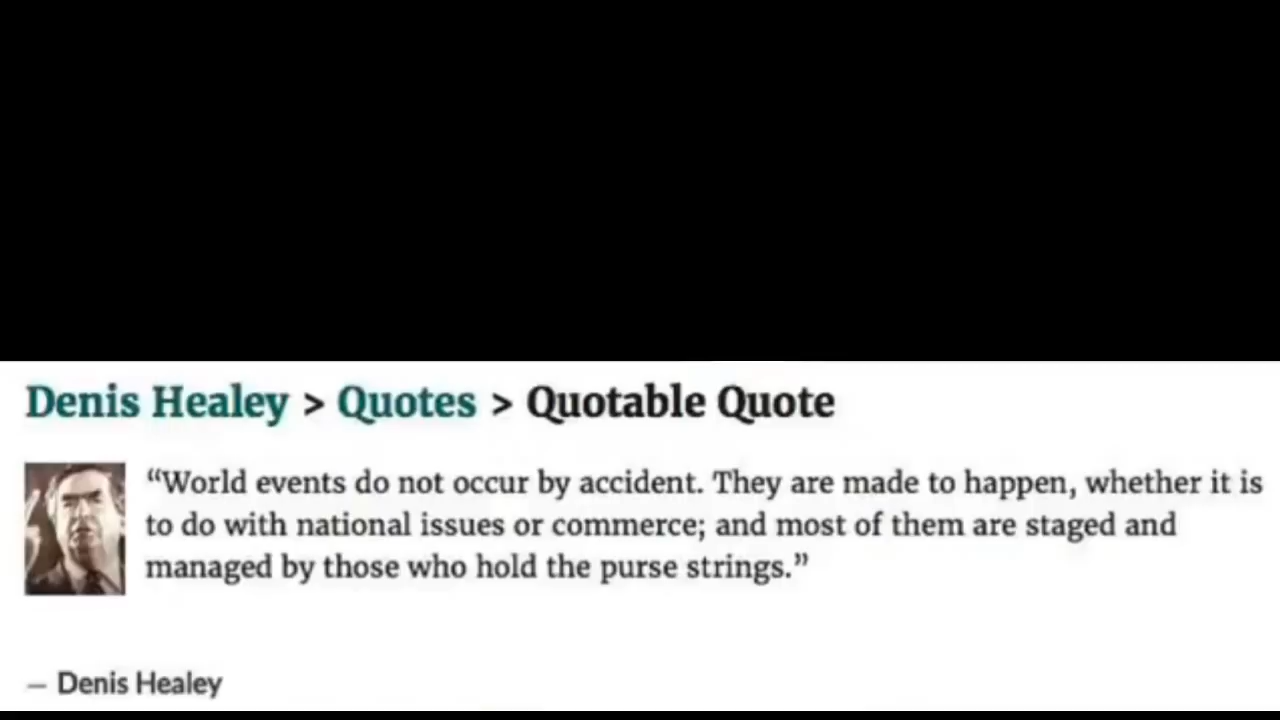 Denis Healey > Quotes > Quotable Quote
“World events do not occur by accident. They are made to happen, whether it is
to do with national issues or commerce; and most of them are staged and
managed by those who hold the purse strings.”
— Denis Healey